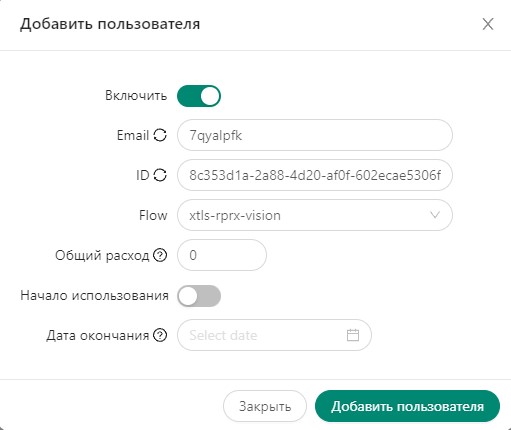 Добавить пользователя
Включить
Email 7qyalpfk
ID 8c353d1a-2a88-4d20-af0f-602ecae5306f
Flow xtls-rprx-vision
Общий расход 0
Начало использования
Дата окончания Select date
Закрыть Добавить пользователя